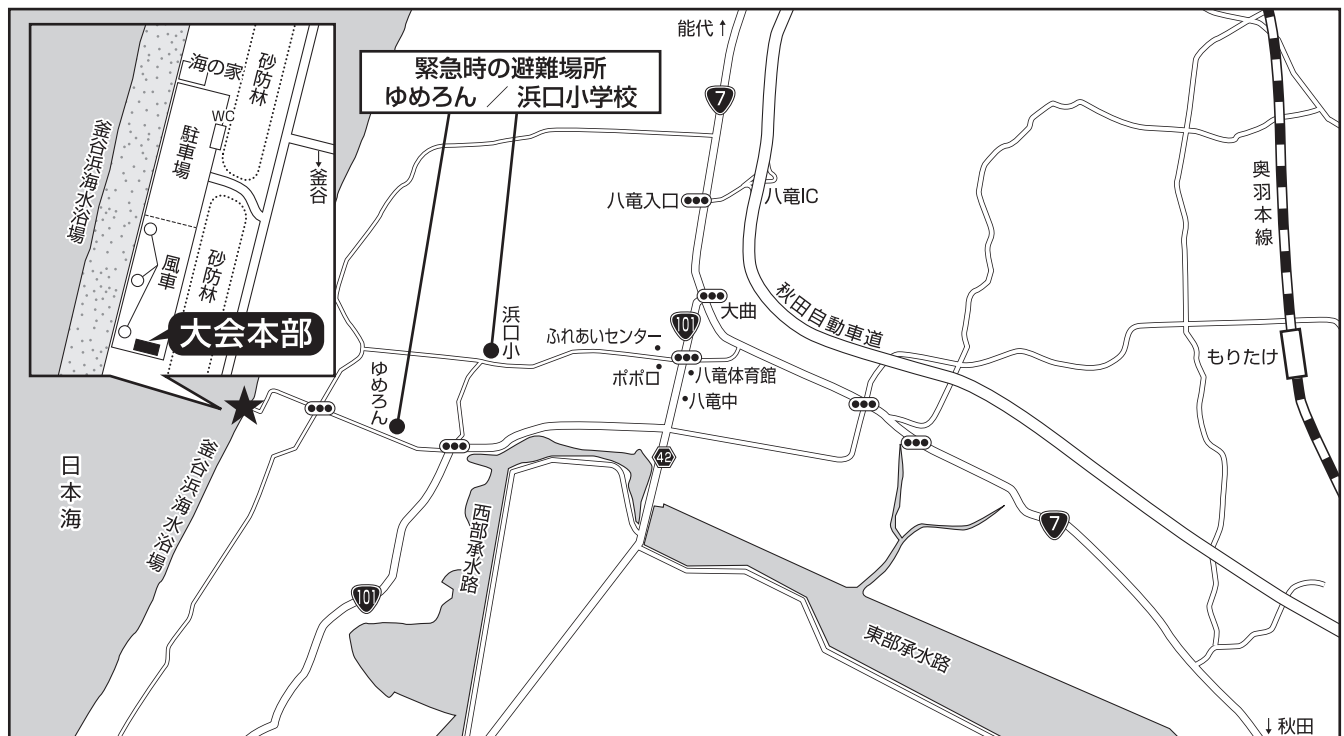 海の家
砂防林
WC
駐車場
釜谷浜海水浴場
↓釜谷
風車
砂防林
大会本部
緊急時の避難場所
ゆめろん ／ 浜口小学校
能代↑
7
八竜入口
八竜IC
奥羽本線
大曲
秋田自動車道
101
浜口小
ふれあいセンター
ポポロ
八竜体育館
八竜中
もりたけ
ゆめろん
42
日本海
釜谷浜海水浴場
西部承水路
7
101
東部承水路
↓秋田